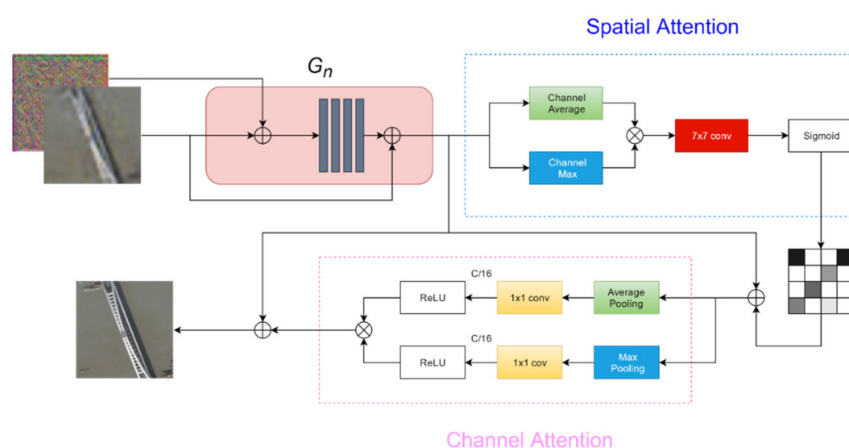 Spatial Attention
G_n
Channel
Average
Channel
Max
7x7 conv
Sigmoid
C/16
ReLU
1x1 conv
Average
Pooling
C/16
ReLU
1x1 cov
Max
Pooling
Channel Attention